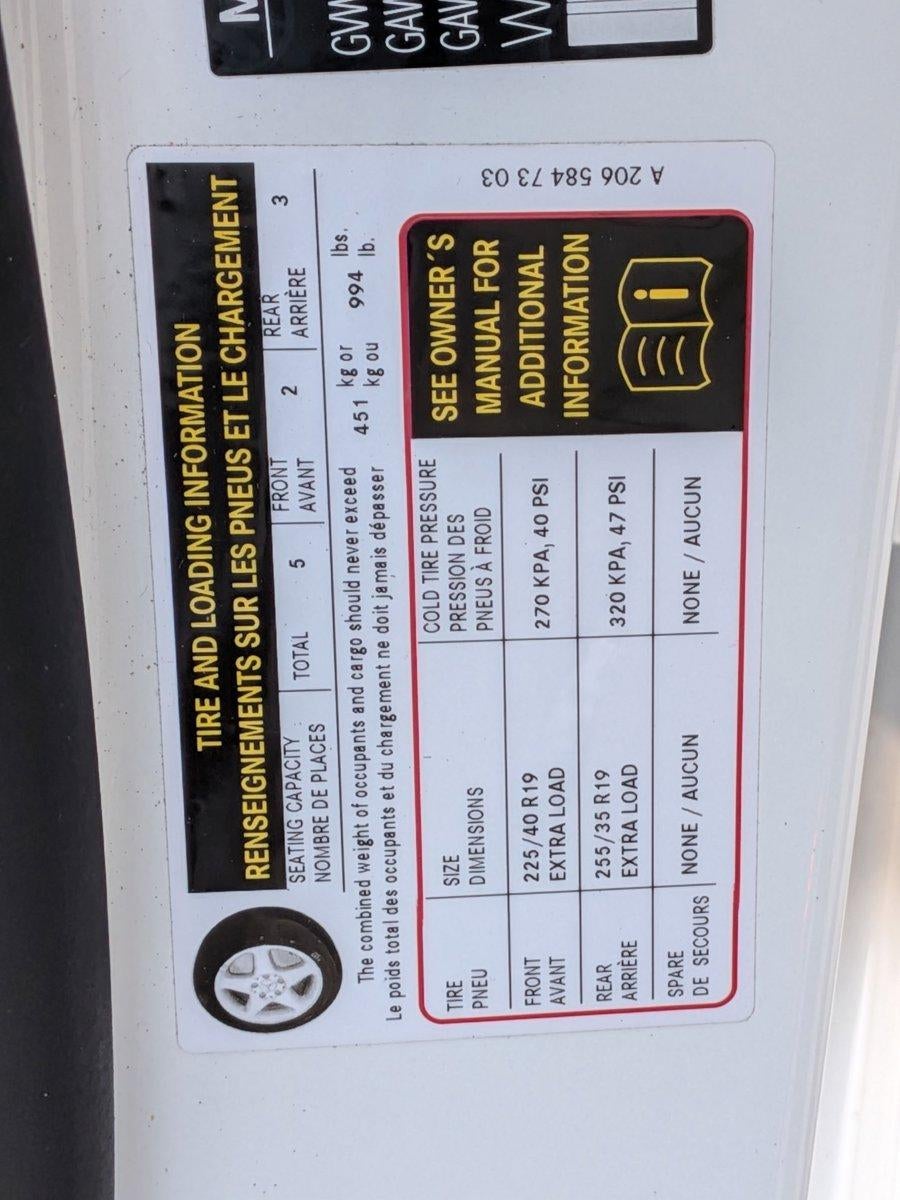 TIRE AND LOADING INFORMATION
RENSEIGNEMENTS SUR LES PNEUS ET LE CHARGEMENT
SEATING CAPACITY TOTAL 5 FRONT 2 REAR 3
NOMBRE DE PLACES AVANT ARRIÈRE
The combined weight of occupants and cargo should never exceed 451 kg or 994 lbs.
Le poids total des occupants et du chargement ne doit jamais dépasser kg ou lb.
TIRE SIZE COLD TIRE PRESSURE
PNEU DIMENSIONS PRESSION DES
PNEUS À FROID
FRONT 225/40 R19 270 KPA, 40 PSI
AVANT EXTRA LOAD
REAR 255/35 R19 320 KPA, 47 PSI
ARRIÈRE EXTRA LOAD
SPARE NONE / AUCUN NONE / AUCUN
DE SECOURS
SEE OWNER´S
MANUAL FOR
ADDITIONAL
INFORMATION
i
A 206 584 73 03